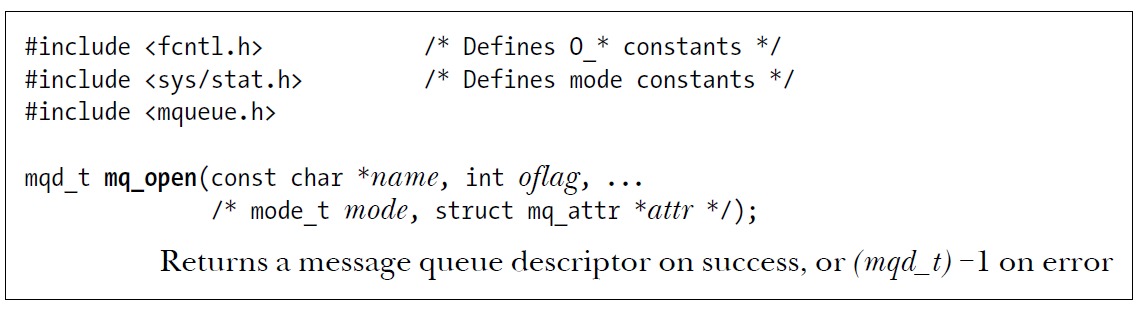 #include <fcntl.h> /* Defines O_* constants */
#include <sys/stat.h> /* Defines mode constants */
#include <mqueue.h>
mqd_t mq_open(const char *name, int oflag, ...
/* mode_t mode, struct mq_attr *attr */);
Returns a message queue descriptor on success, or (mqd_t) –1 on error